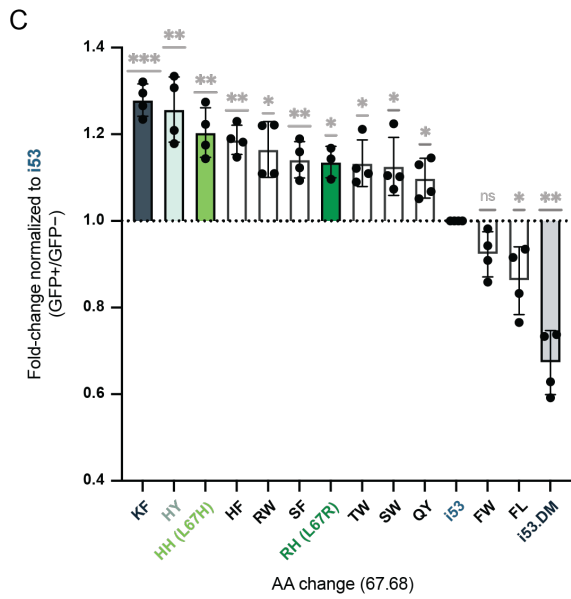 C
Fold-change normalized to i53
(GFP+/GFP−)
1.4
1.2
1.0
0.8
0.6
0.4
***
**
**
**
*
**
*
*
*
*
ns
*
**
KF
HY
HH (L67H)
HF
RW
SF
RH (L67R)
TW
SW
QY
i53
FW
FL
i53.DM
AA change (67.68)